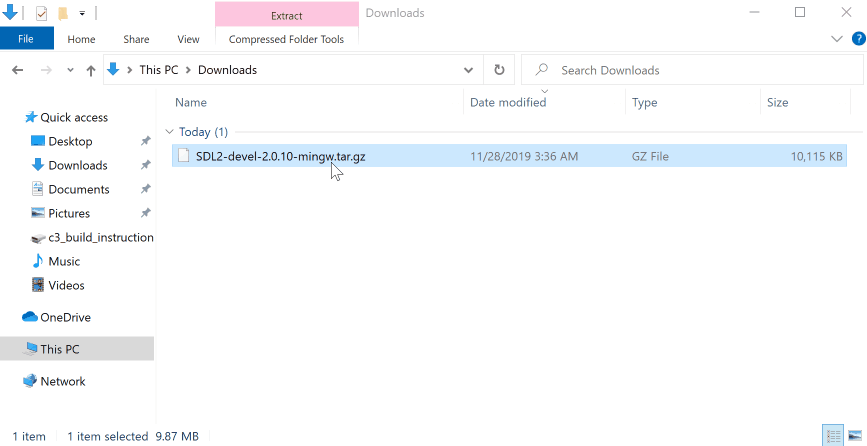 Extract
Downloads
File
Home
Share
View
Compressed Folder Tools
?
This PC
Downloads
Search Downloads
Name
Date modified
Type
Size
Quick access
Desktop
Downloads
Documents
Pictures
c3_build_instruction
Music
Videos
OneDrive
This PC
Network
Today (1)
SDL2-devel-2.0.10-mingw.tar.gz
11/28/2019 3:36 AM
GZ File
10,115 KB
1 item
1 item selected
9.87 MB